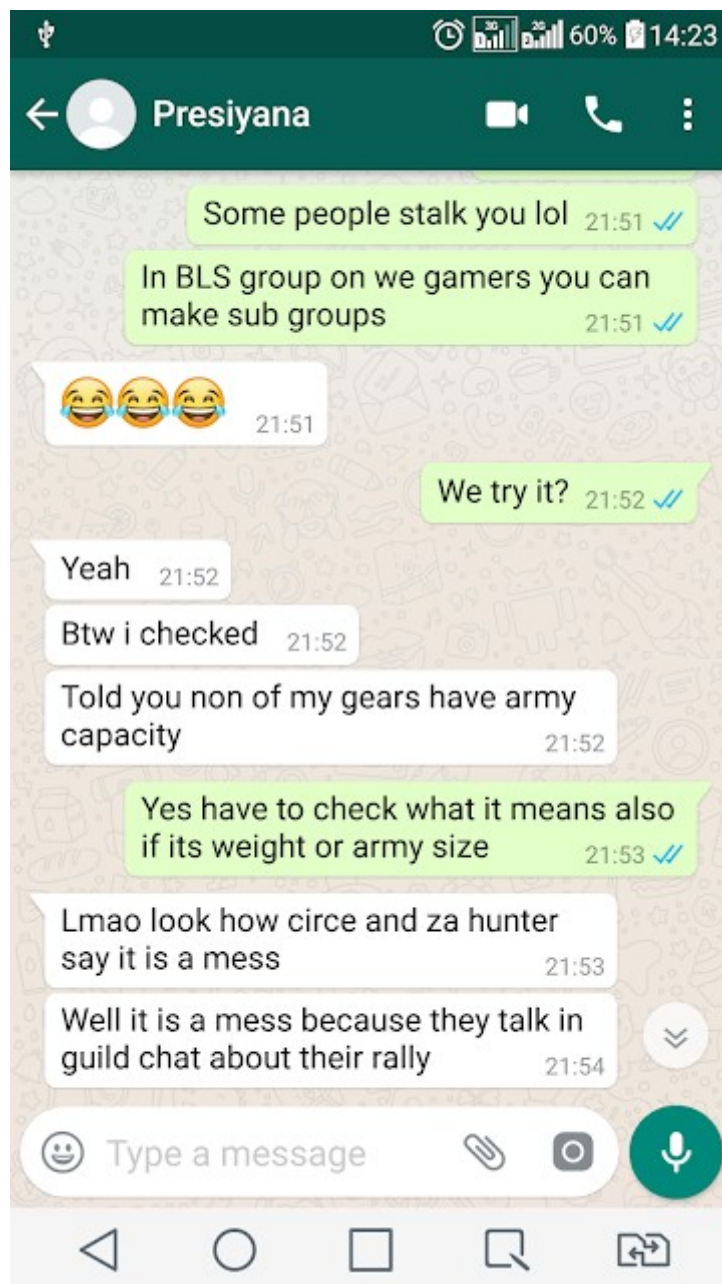 3G 2G 60% 14:23
Presiyana
Some people stalk you lol 21:51
In BLS group on we gamers you can
make sub groups 21:51
😂😂😂 21:51
We try it? 21:52
Yeah 21:52
Btw i checked 21:52
Told you non of my gears have army
capacity 21:52
Yes have to check what it means also
if its weight or army size 21:53
Lmao look how circe and za hunter
say it is a mess 21:53
Well it is a mess because they talk in
guild chat about their rally 21:54
Type a message